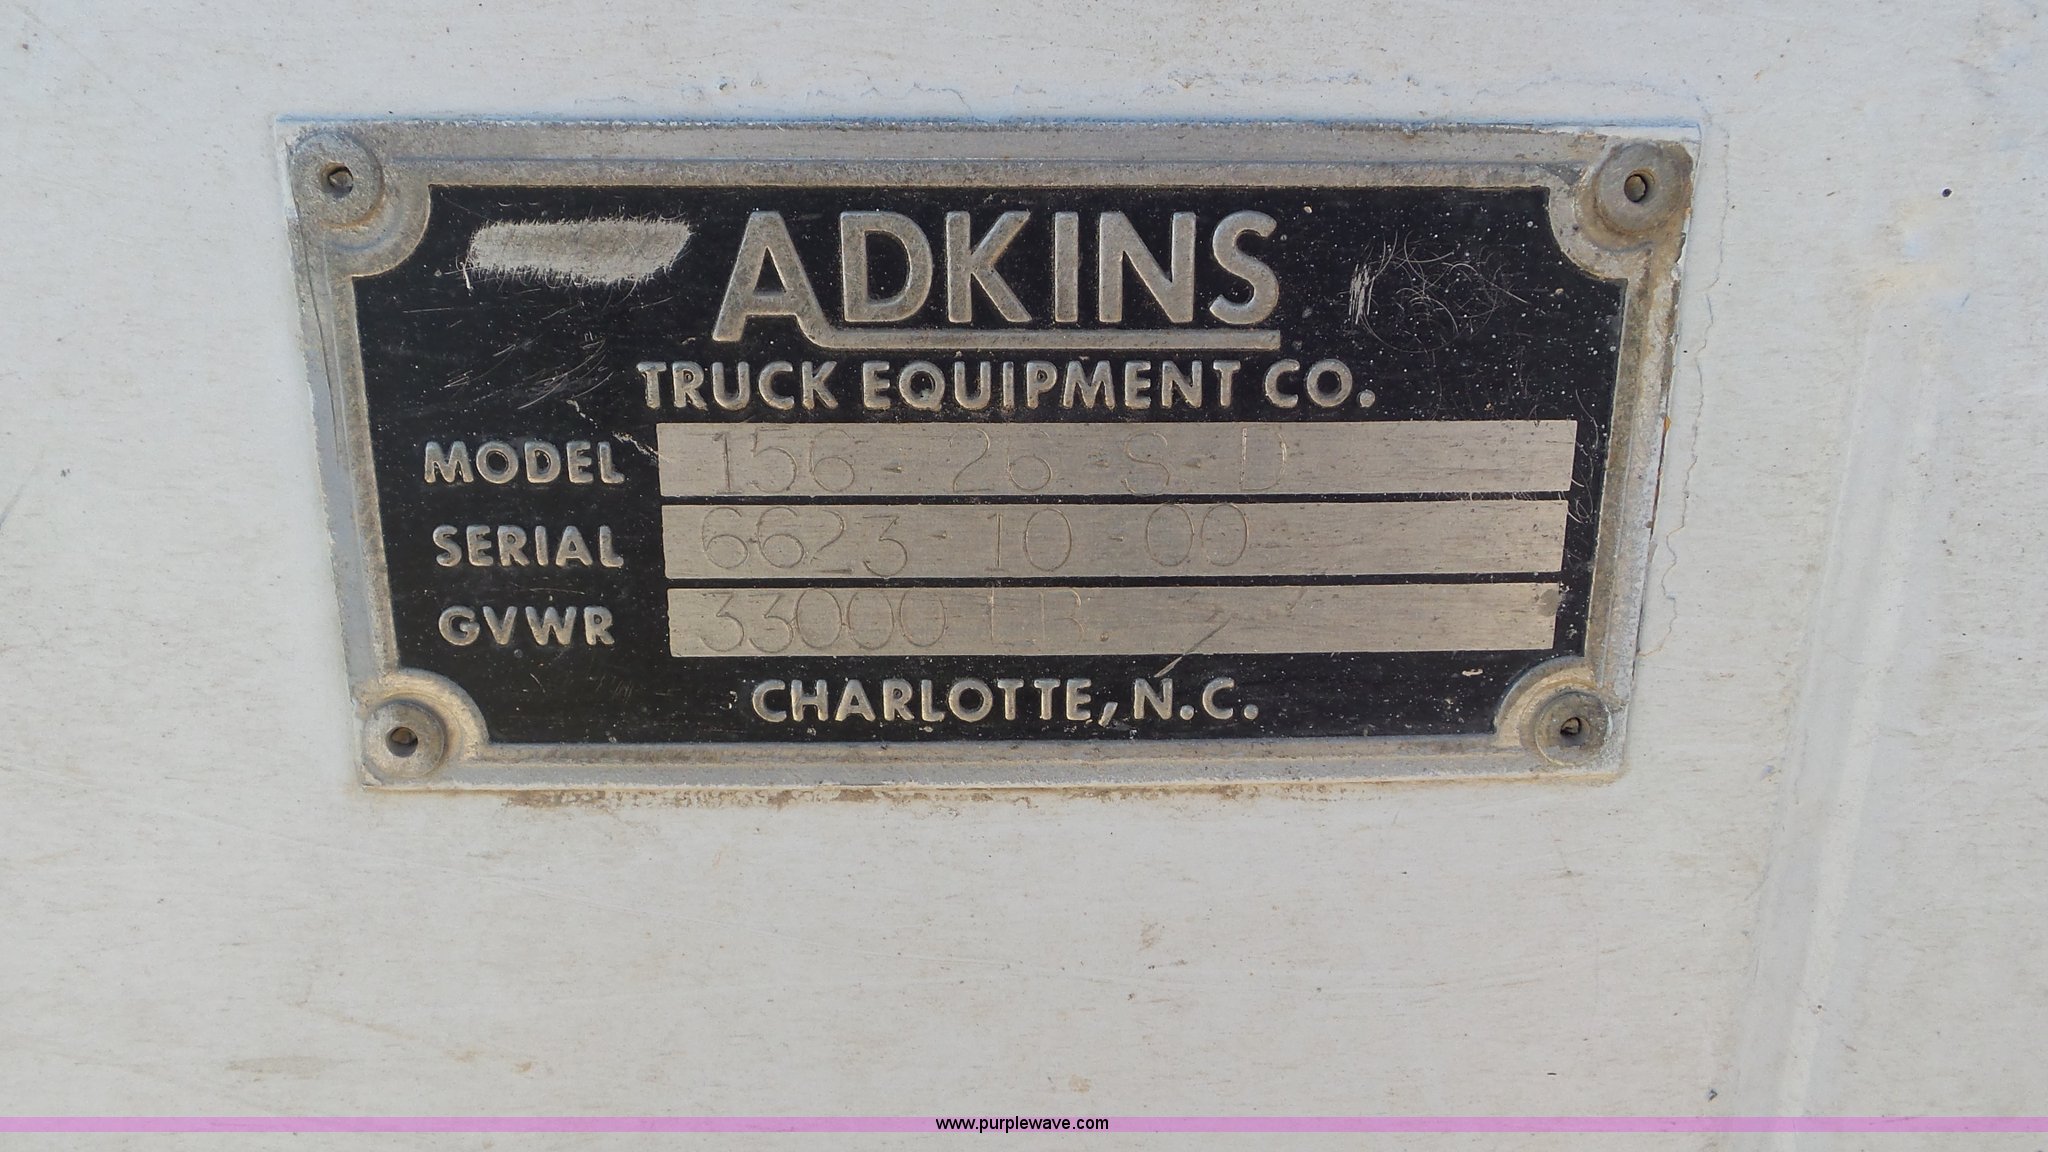 ADKINS
TRUCK EQUIPMENT CO.
MODEL 156-26-S-D
SERIAL 6623-10-00
GVWR 33000 LB.
CHARLOTTE, N.C.
www.purplewave.com